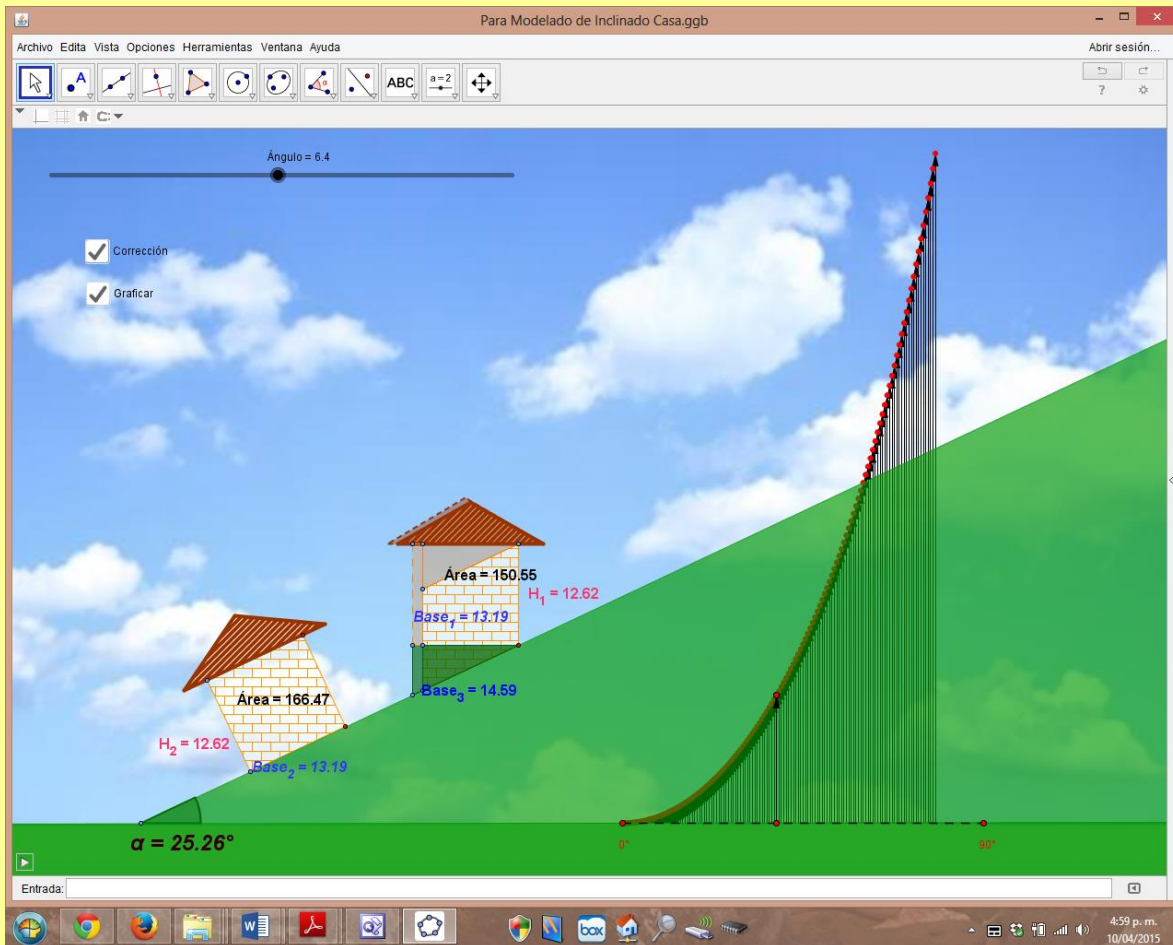 Para Modelado de Inclinado Casa.ggb
Archivo Edita Vista Opciones Herramientas Ventana Ayuda
Abrir sesión...
A
α
ABC
a=2
?
Ángulo = 6.4
Corrección
Graficar
Área = 150.55
H1 = 12.62
Base1 = 13.19
Base3 = 14.59
Área = 166.47
H2 = 12.62
Base2 = 13.19
α = 25.26°
0°
90°
Entrada:
box
4:59 p. m.
10/04/2015